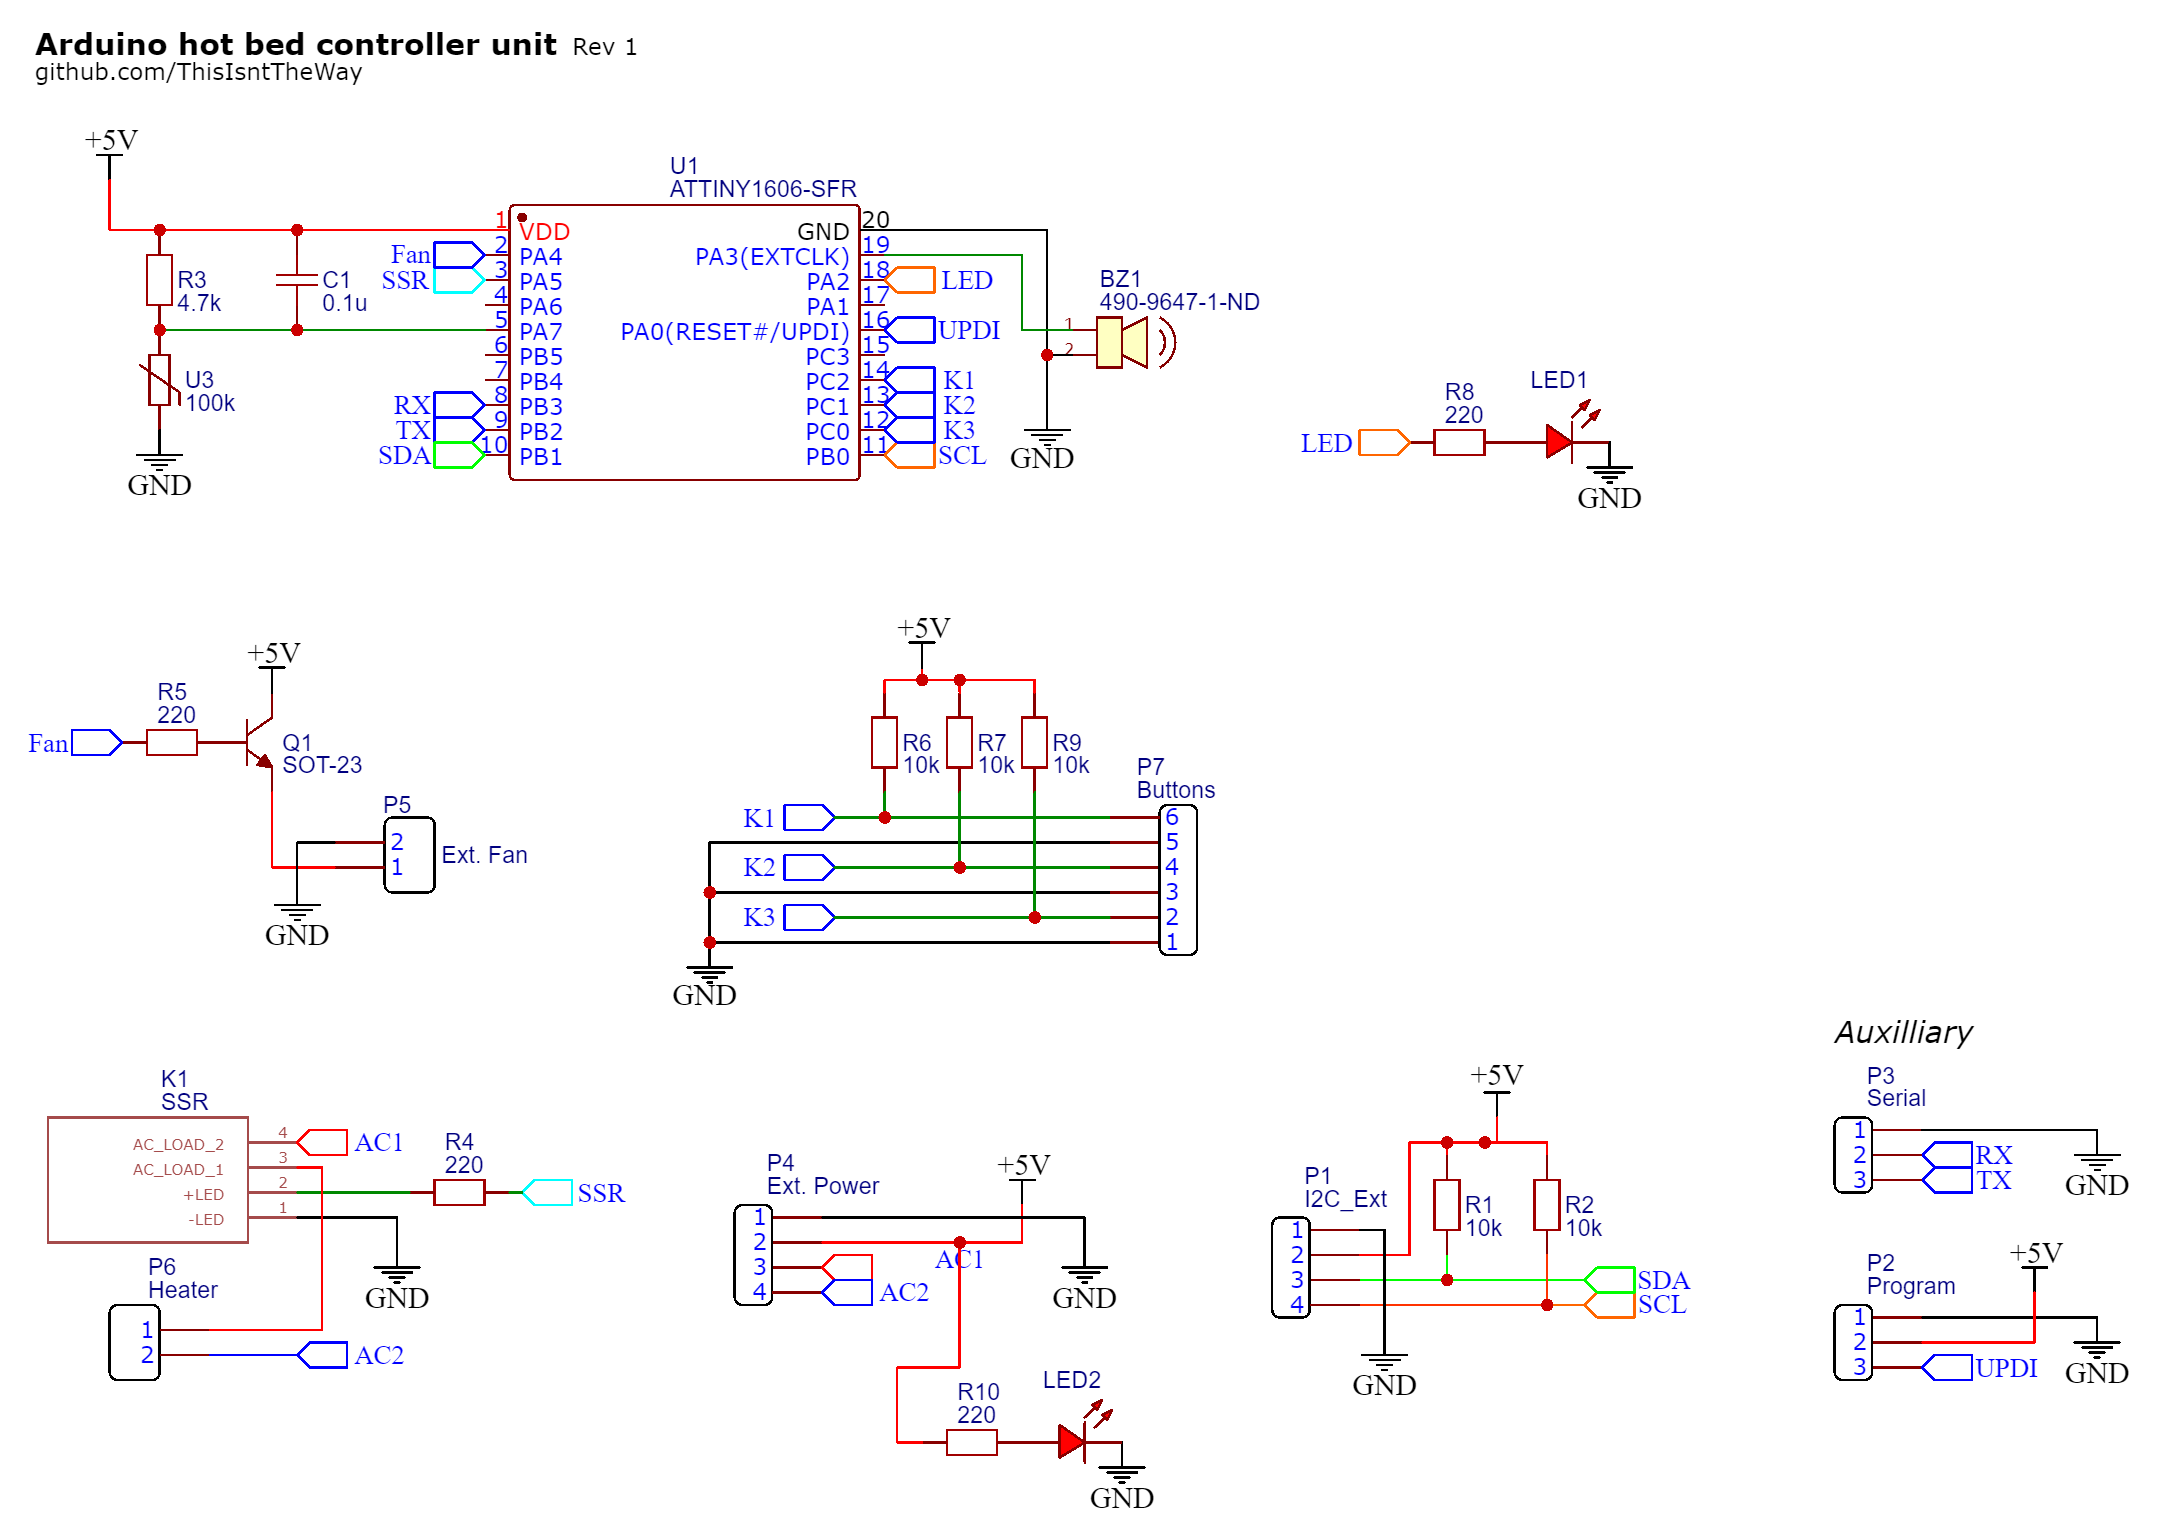 Arduino hot bed controller unit Rev 1
github.com/ThisIsntTheWay
+5V
R3
4.7k
C1
0.1u
U3
100k
GND
U1
ATTINY1606-SFR
1 VDD
2 PA4
3 PA5
4 PA6
5 PA7
6 PB5
7 PB4
8 PB3
9 PB2
10 PB1
Fan
SSR
RX
TX
SDA
GND 20
PA3(EXTCLK) 19
PA2 18
PA1 17
PA0(RESET#/UPDI) 16
PC3 15
PC2 14
PC1 13
PC0 12
PB0 11
LED
UPDI
K1
K2
K3
SCL
GND
BZ1
490-9647-1-ND
1
2
LED
R8
220
LED1
GND
+5V
Fan
R5
220
Q1
SOT-23
P5
2
1
Ext. Fan
GND
+5V
R6
10k
R7
10k
R9
10k
P7
Buttons
K1
K2
K3
6
5
4
3
2
1
GND
K1
SSR
AC_LOAD_2 4
AC_LOAD_1 3
+LED 2
-LED 1
AC1
R4
220
SSR
GND
P6
Heater
1
2
AC2
P4
Ext. Power
1
2
3
4
+5V
AC1
AC2
GND
R10
220
LED2
GND
+5V
P1
I2C_Ext
1
2
3
4
R1
10k
R2
10k
SDA
SCL
GND
Auxilliary
P3
Serial
1
2
3
RX
TX
GND
P2
Program
1
2
3
+5V
UPDI
GND